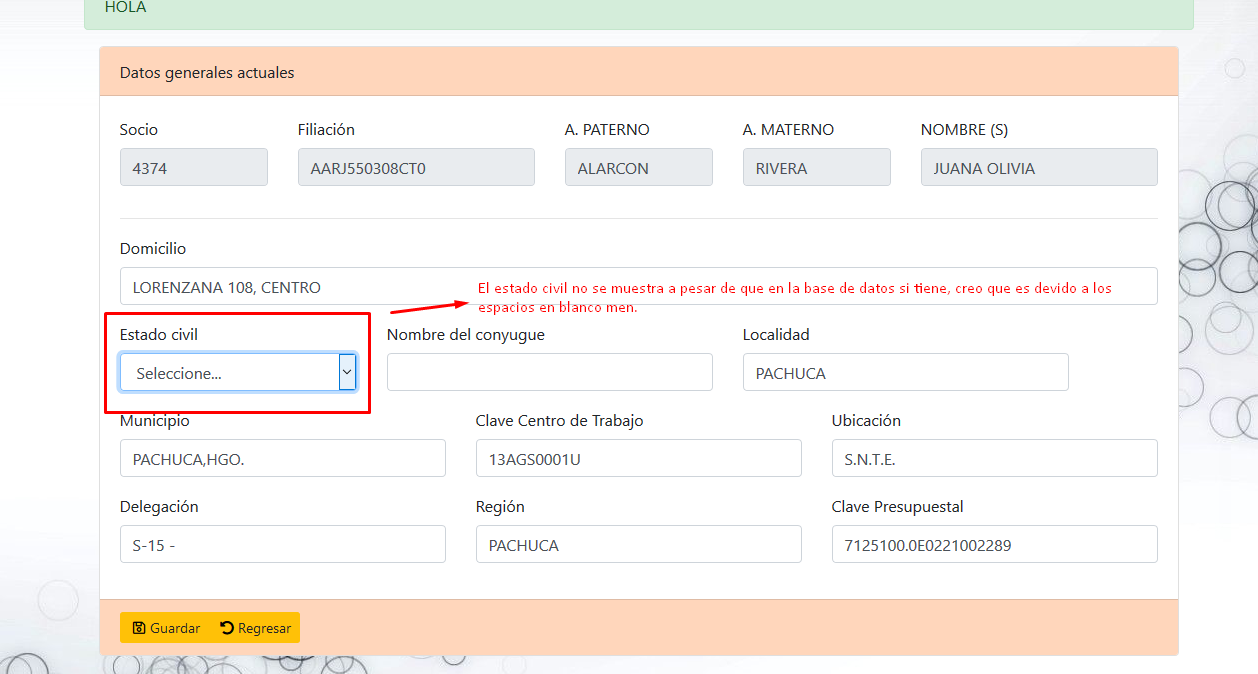 HOLA
Datos generales actuales
Socio Filiación A. PATERNO A. MATERNO NOMBRE (S)
4374 AARJ550308CT0 ALARCON RIVERA JUANA OLIVIA
Domicilio
LORENZANA 108, CENTRO
El estado civil no se muestra a pesar de que en la base de datos si tiene, creo que es devido a los
espacios en blanco men.
Estado civil Nombre del conyugue Localidad
Seleccione... PACHUCA
Municipio Clave Centro de Trabajo Ubicación
PACHUCA,HGO. 13AGS0001U S.N.T.E.
Delegación Región Clave Presupuestal
S-15 - PACHUCA 7125100.0E0221002289
Guardar Regresar